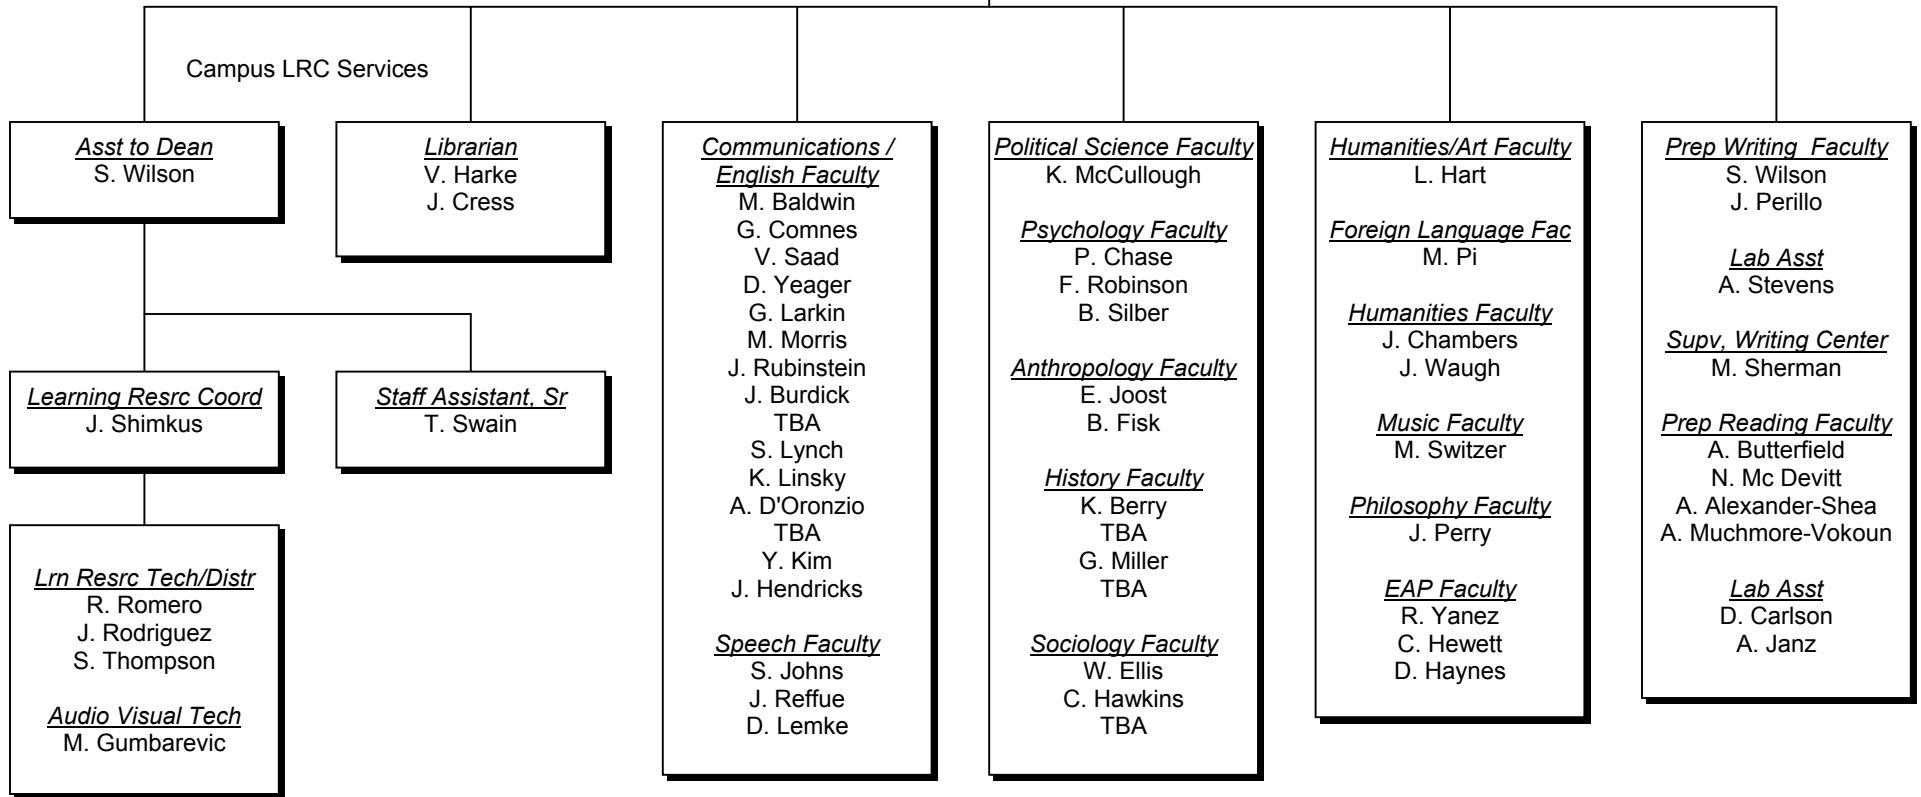 Campus LRC Services
Asst to Dean
S. Wilson
Librarian
V. Harke
J. Cress
Learning Resrc Coord
J. Shimkus
Staff Assistant, Sr
T. Swain
Lrn Resrc Tech/Distr
R. Romero
J. Rodriguez
S. Thompson
Audio Visual Tech
M. Gumbarevic
Communications /
English Faculty
M. Baldwin
G. Comnes
V. Saad
D. Yeager
G. Larkin
M. Morris
J. Rubinstein
J. Burdick
TBA
S. Lynch
K. Linsky
A. D'Oronzio
TBA
Y. Kim
J. Hendricks
Speech Faculty
S. Johns
J. Reffue
D. Lemke
Political Science Faculty
K. McCullough
Psychology Faculty
P. Chase
F. Robinson
B. Silber
Anthropology Faculty
E. Joost
B. Fisk
History Faculty
K. Berry
TBA
G. Miller
TBA
Sociology Faculty
W. Ellis
C. Hawkins
TBA
Humanities/Art Faculty
L. Hart
Foreign Language Fac
M. Pi
Humanities Faculty
J. Chambers
J. Waugh
Music Faculty
M. Switzer
Philosophy Faculty
J. Perry
EAP Faculty
R. Yanez
C. Hewett
D. Haynes
Prep Writing  Faculty
S. Wilson
J. Perillo
Lab Asst
A. Stevens
Supv, Writing Center
M. Sherman
Prep Reading Faculty
A. Butterfield
N. Mc Devitt
A. Alexander-Shea
A. Muchmore-Vokoun
Lab Asst
D. Carlson
A. Janz